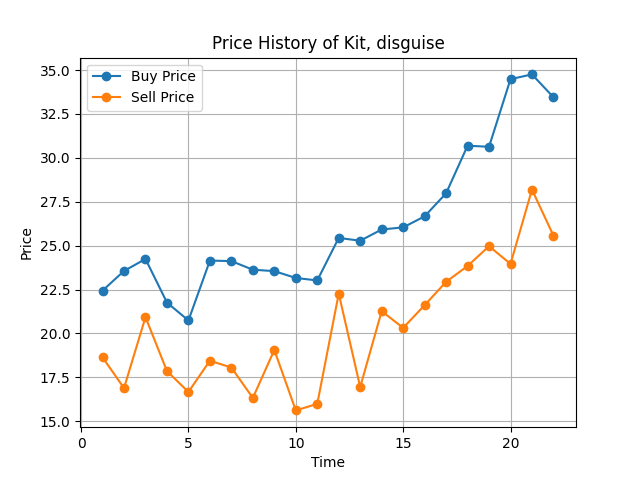 Price History of Kit, disguise
Buy Price
Sell Price
Price
35.0
32.5
30.0
27.5
25.0
22.5
20.0
17.5
15.0
0 5 10 15 20
Time